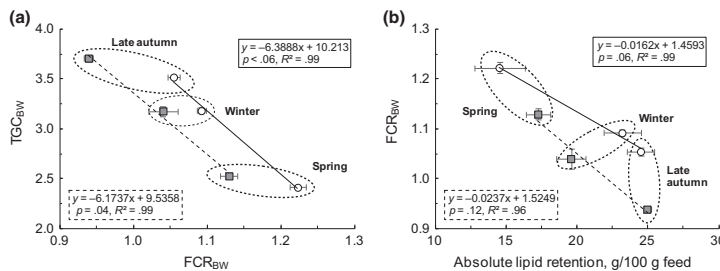 (a)
4.0
3.5
3.0
2.5
2.0
TGC_BW
Late autumn
Winter
Spring
y = –6.3888x + 10.213
p < .06, R² = .99
y = –6.1737x + 9.5358
p = .04, R² = .99
0.9 1.0 1.1 1.2 1.3
FCR_BW
(b)
1.3
1.2
1.1
1.0
0.9
FCR_BW
y = -0.0162x + 1.4593
p = .06, R² = .99
Spring
Winter
Late
autumn
y = -0.0237x + 1.5249
p = .12, R² = .96
10 15 20 25 30
Absolute lipid retention, g/100 g feed